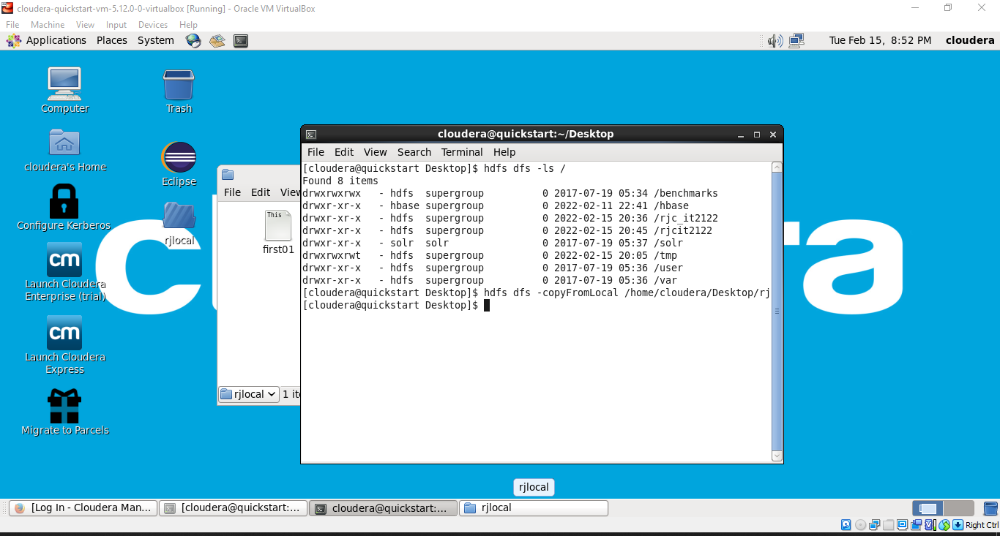 cloudera-quickstart-vm-5.12.0-0-virtualbox [Running] - Oracle VM VirtualBox
File Machine View Input Devices Help
Applications Places System
Tue Feb 15, 8:52 PM cloudera
Computer
Trash
cloudera's Home
Eclipse
Configure Kerberos
rjlocal
cm
Launch Cloudera
Enterprise (trial)
cm
Launch Cloudera
Express
Migrate to Parcels
File Edit View
This
first01
rjlocal 1 ite
cloudera@quickstart:~/Desktop
File Edit View Search Terminal Help
[cloudera@quickstart Desktop]$ hdfs dfs -ls /
Found 8 items
drwxrwxrwx - hdfs supergroup 0 2017-07-19 05:34 /benchmarks
drwxr-xr-x - hbase supergroup 0 2022-02-11 22:41 /hbase
drwxr-xr-x - hdfs supergroup 0 2022-02-15 20:36 /rjc_it2122
drwxr-xr-x - hdfs supergroup 0 2022-02-15 20:45 /rjcit2122
drwxr-xr-x - solr solr 0 2017-07-19 05:37 /solr
drwxrwxrwt - hdfs supergroup 0 2022-02-15 20:05 /tmp
drwxr-xr-x - hdfs supergroup 0 2017-07-19 05:36 /user
drwxr-xr-x - hdfs supergroup 0 2017-07-19 05:36 /var
[cloudera@quickstart Desktop]$ hdfs dfs -copyFromLocal /home/cloudera/Desktop/rj
[cloudera@quickstart Desktop]$
rjlocal
[Log In - Cloudera Man... [cloudera@quickstart:... cloudera@quickstart:... rjlocal
Right Ctrl